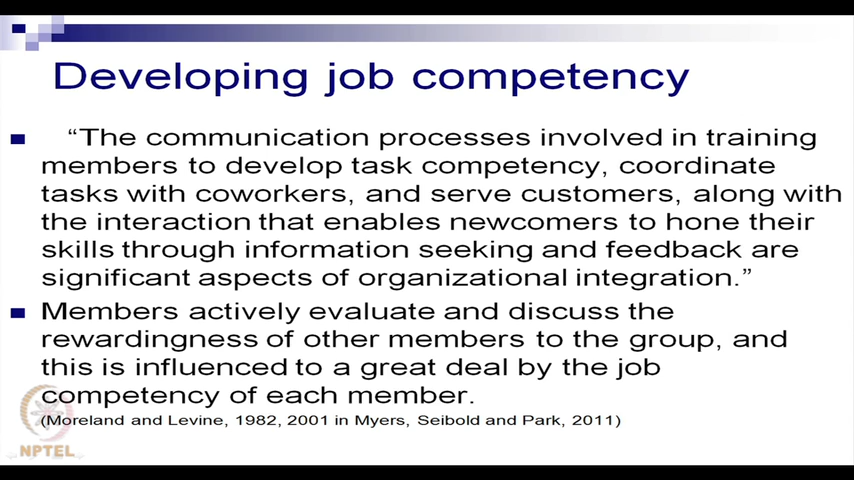 Developing job competency
“The communication processes involved in training
members to develop task competency, coordinate
tasks with coworkers, and serve customers, along with
the interaction that enables newcomers to hone their
skills through information seeking and feedback are
significant aspects of organizational integration.”
Members actively evaluate and discuss the
rewardingness of other members to the group, and
this is influenced to a great deal by the job
competency of each member.
(Moreland and Levine, 1982, 2001 in Myers, Seibold and Park, 2011)
NPTEL